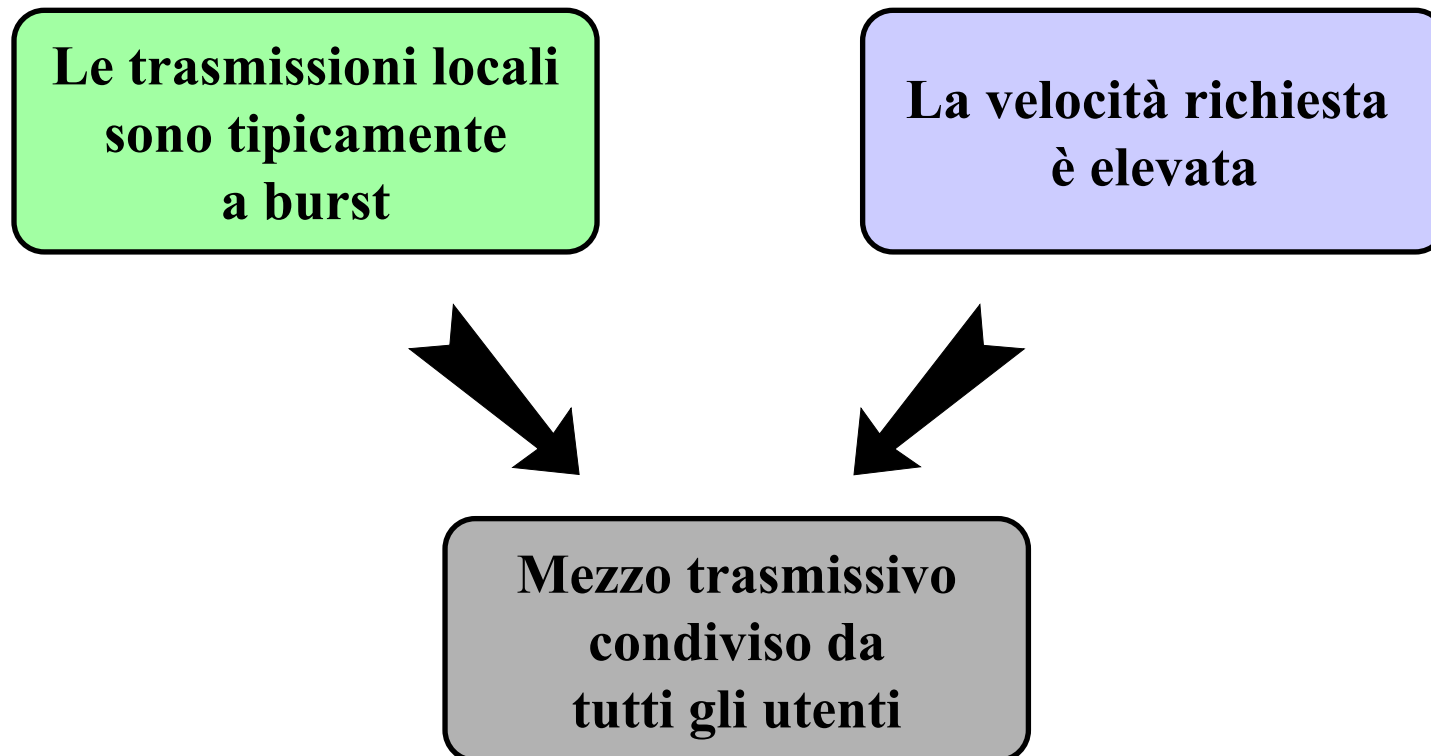 Le trasmissioni locali
sono tipicamente
a burst
La velocità richiesta
è elevata
Mezzo trasmissivo
condiviso da
tutti gli utenti